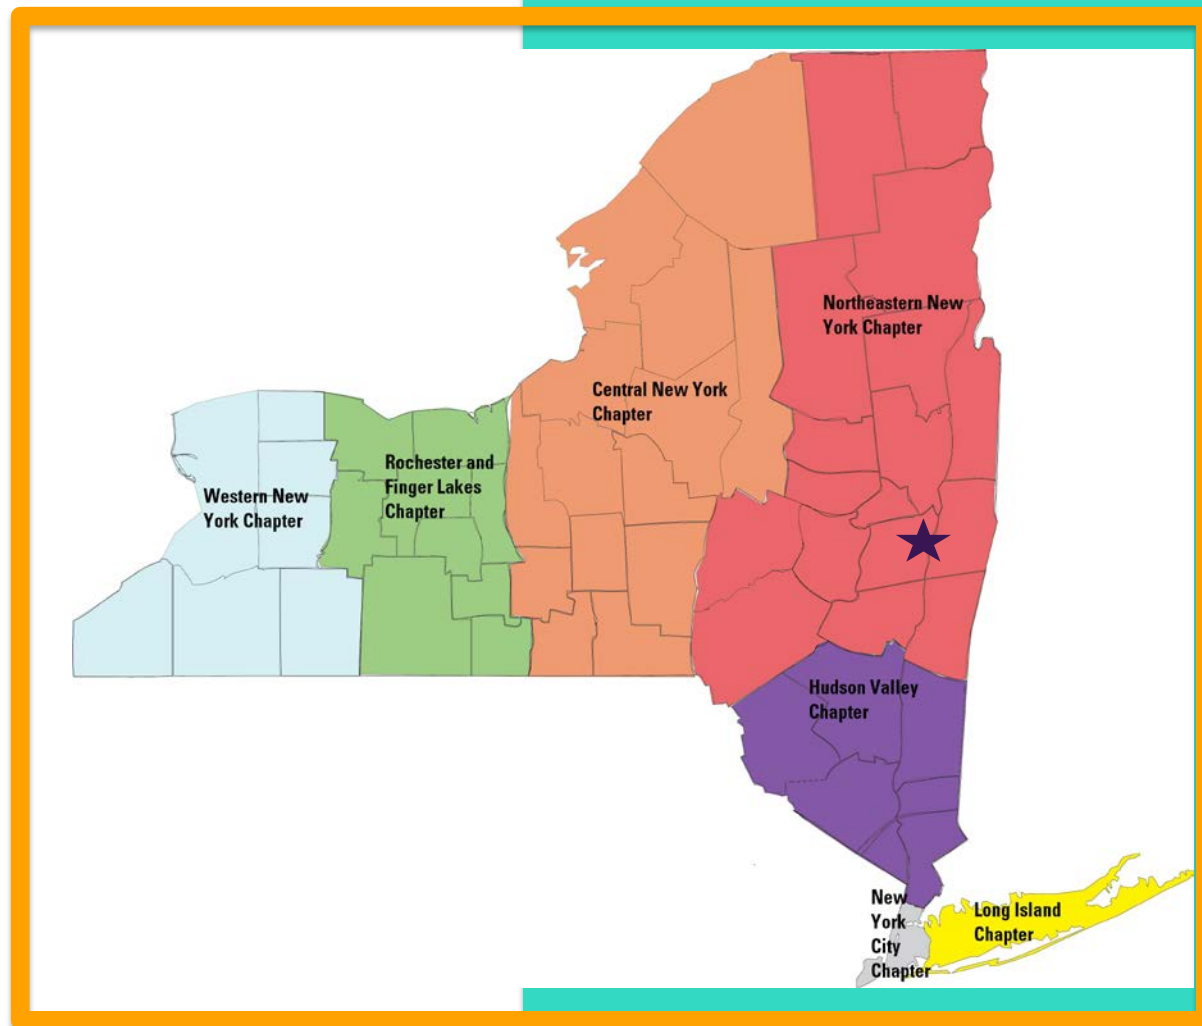 Northeastern New
York Chapter
Central New York
Chapter
Rochester and
Finger Lakes
Chapter
Western New
York Chapter
Hudson Valley
Chapter
New
York
City
Chapter
Long Island
Chapter